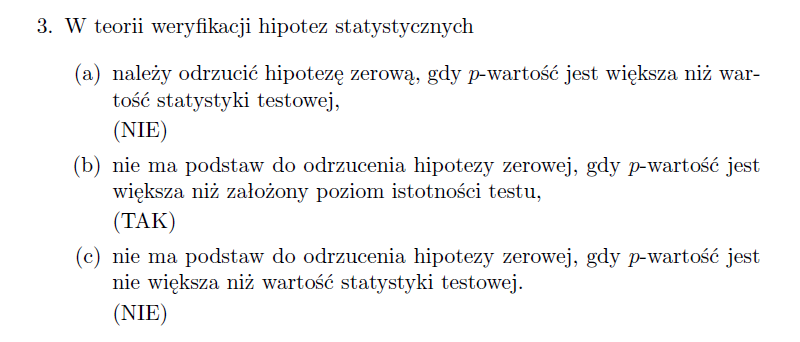 3. W teorii weryfikacji hipotez statystycznych
(a) należy odrzucić hipotezę zerową, gdy p-wartość jest większa niż war-
tość statystyki testowej,
(NIE)
(b) nie ma podstaw do odrzucenia hipotezy zerowej, gdy p-wartość jest
większa niż założony poziom istotności testu,
(TAK)
(c) nie ma podstaw do odrzucenia hipotezy zerowej, gdy p-wartość jest
nie większa niż wartość statystyki testowej.
(NIE)